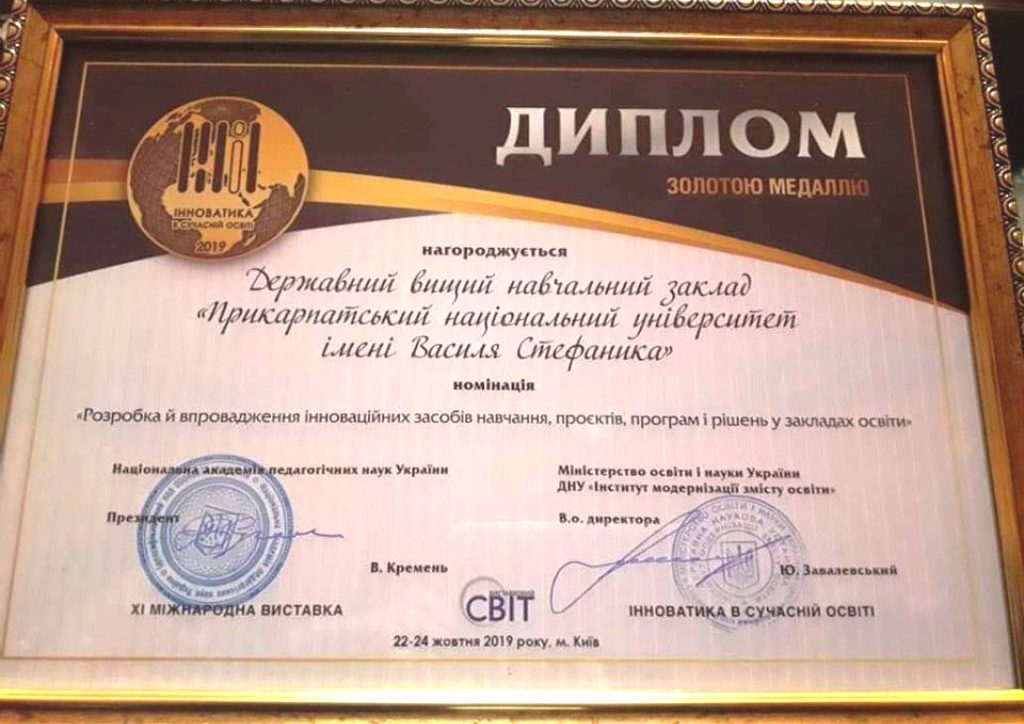 ДИПЛОМ
ЗОЛОТОЮ МЕДАЛЛЮ
ІННОВАТИКА
В СУЧАСНІЙ ОСВІТІ
2019
нагороджується
Державний вищий навчальний заклад
«Прикарпатський національний університет
імені Василя Стефаника»
номінація
«Розробка й впровадження інноваційних засобів навчання, проєктів, програм і рішень у закладах освіти»
Національна академія педагогічних наук України
Президент
В. Кремень
XI МІЖНАРОДНА ВИСТАВКА
Міністерство освіти і науки України
ДНУ «Інститут модернізації змісту освіти»
В.о. директора
Ю. Завалевський
ІННОВАТИКА В СУЧАСНІЙ ОСВІТІ
СВІТ
22-24 жовтня 2019 року, м. Київ